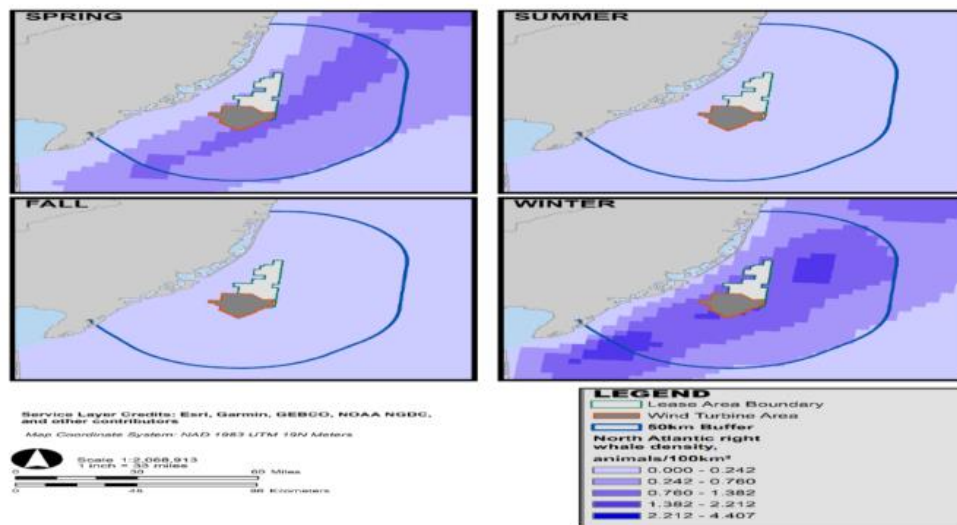 SPRING
SUMMER
FALL
WINTER
Service Layer Credits: Esri, Garmin, GEBCO, NOAA NGDC,
and other contributors
Map Coordinate System: NAD 1983 UTM 19N Meters
Scale 1:2,068,913
1 inch = 33 miles
0 30 60 Miles
0 45 90 Kilometers
LEGEND
Lease Area Boundary
Wind Turbine Area
50km Buffer
North Atlantic right
whale density,
animals/100km²
0.000 - 0.242
0.242 - 0.760
0.760 - 1.382
1.382 - 2.212
2.212 - 4.407